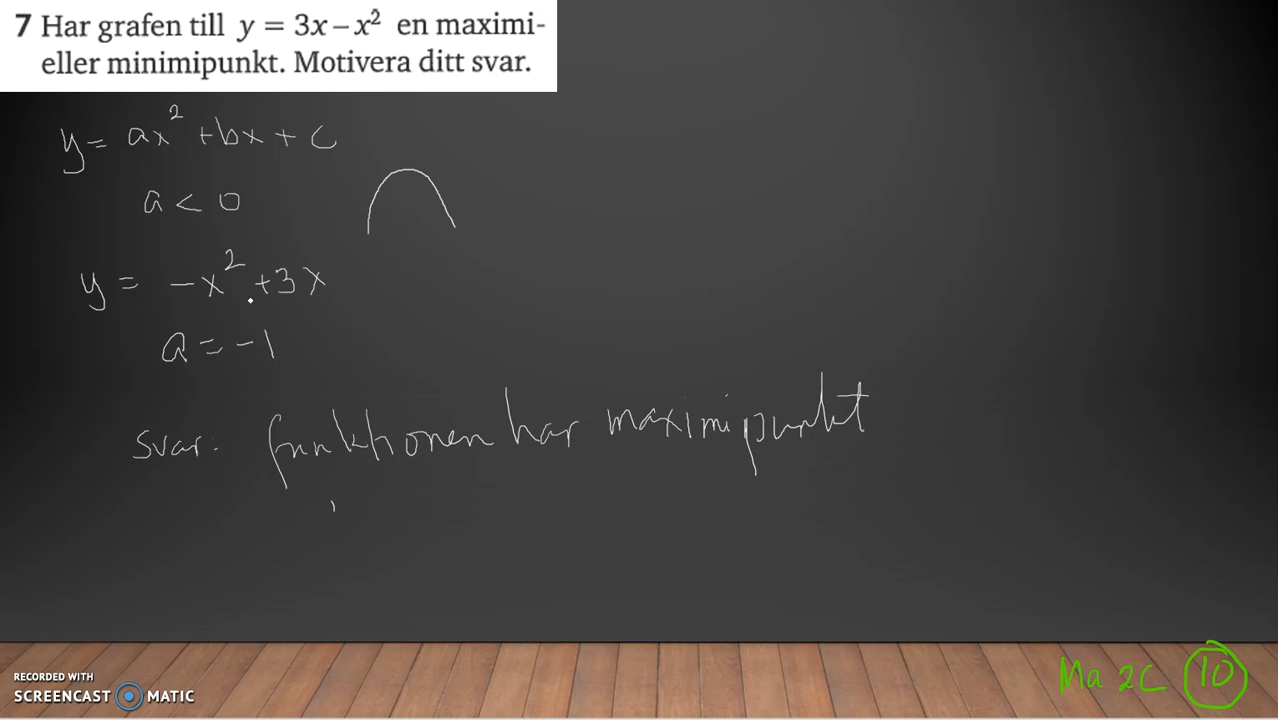 7 Har grafen till y = 3x – x² en maximi-
eller minimipunkt. Motivera ditt svar.
y = ax² + bx + c
a < 0
y = -x² + 3x
a = -1
svar: funktionen har maximipunkt
RECORDED WITH
SCREENCAST MATIC
Ma 2C 10